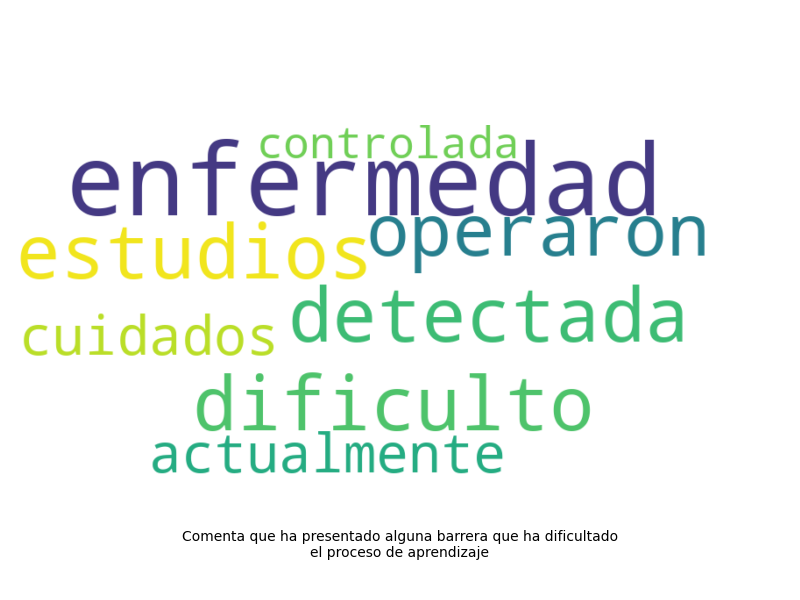 controlada
enfermedad
operaron
estudios
detectada
cuidados
dificulto
actualmente
Comenta que ha presentado alguna barrera que ha dificultado
el proceso de aprendizaje